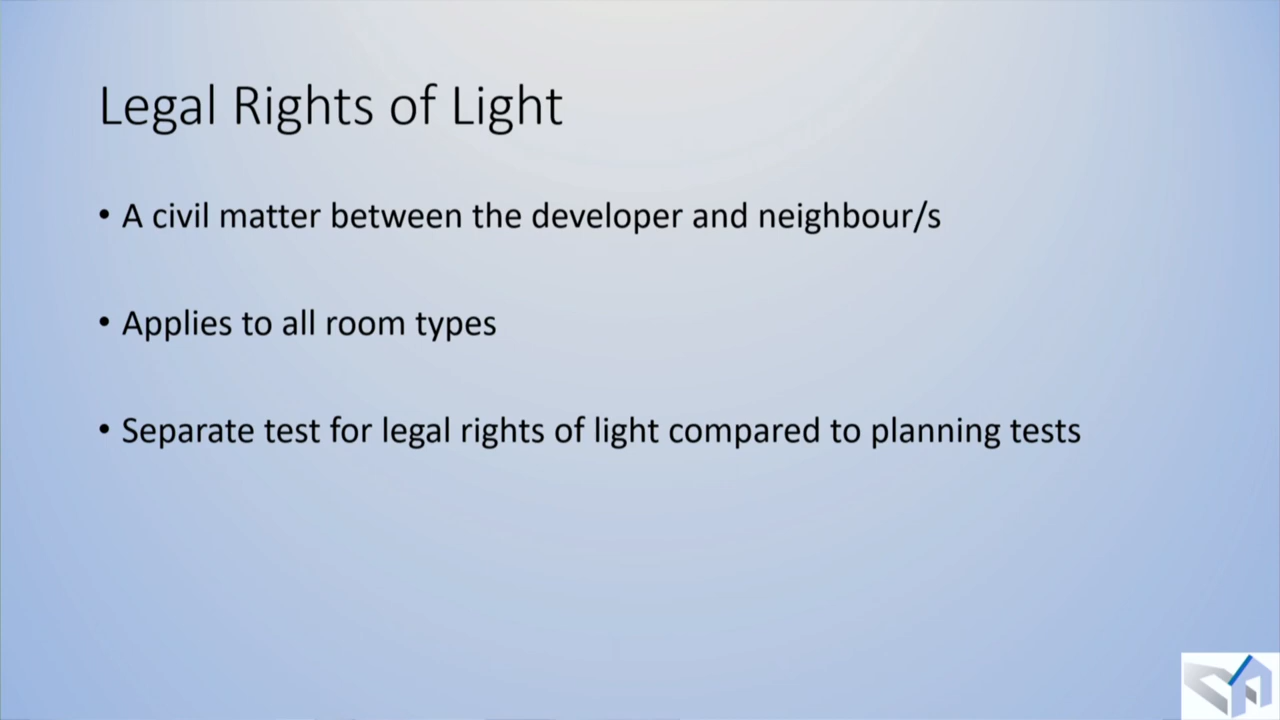 Legal Rights of Light
• A civil matter between the developer and neighbour/s
• Applies to all room types
• Separate test for legal rights of light compared to planning tests